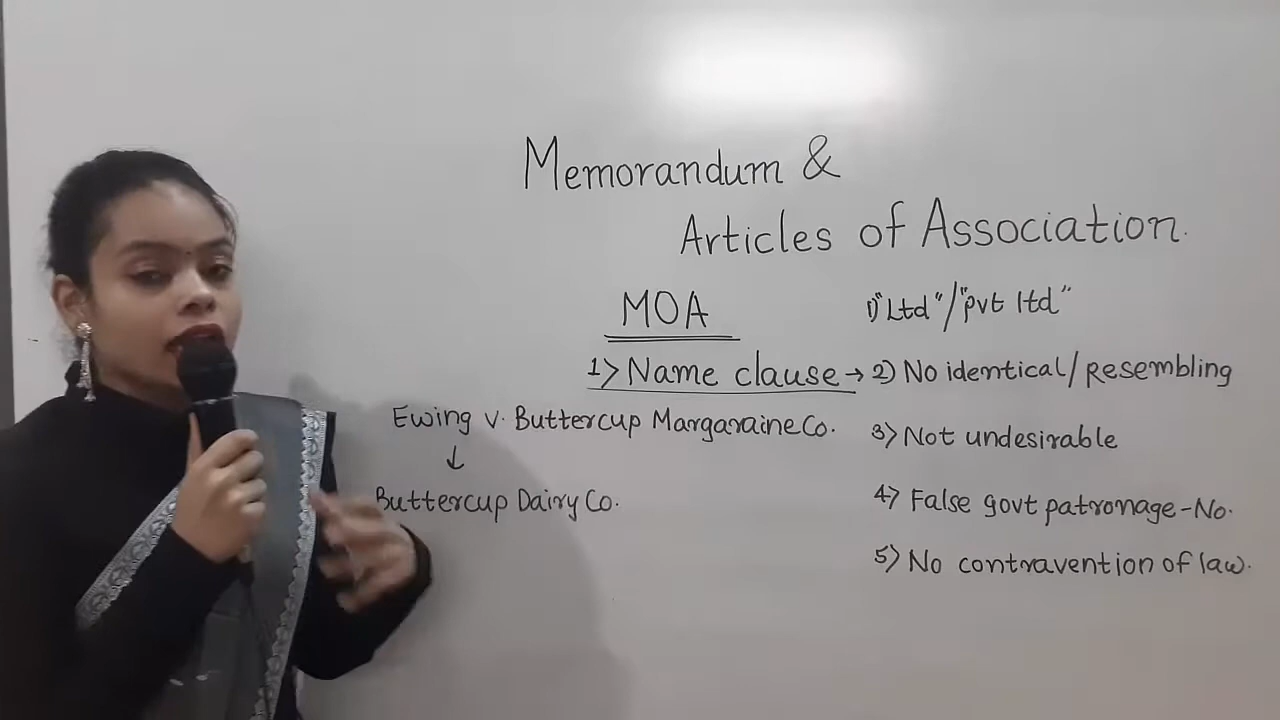 Memorandum &
Articles of Association.
MOA
1) "Ltd"/"pvt ltd"
1) Name clause → 2) No identical/Resembling
Ewing v. Buttercup Margaraine Co.
3) Not undesirable
↓
Buttercup Dairy Co.
4) False govt patronage - No.
5) No contravention of law.